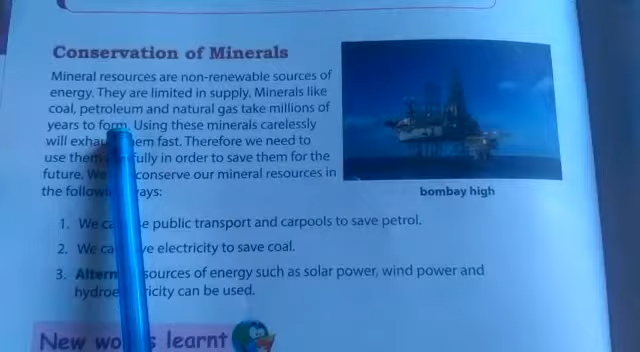 Conservation of Minerals
Mineral resources are non-renewable sources of
energy. They are limited in supply. Minerals like
coal, petroleum and natural gas take millions of
years to form. Using these minerals carelessly
will exhau em fast. Therefore we need to
use them fully in order to save them for the
future. We conserve our mineral resources in
the followi ays:
bombay high
1. We ca e public transport and carpools to save petrol.
2. We ca ve electricity to save coal.
3. Altern sources of energy such as solar power, wind power and
hydroe ricity can be used.
New wo s learnt